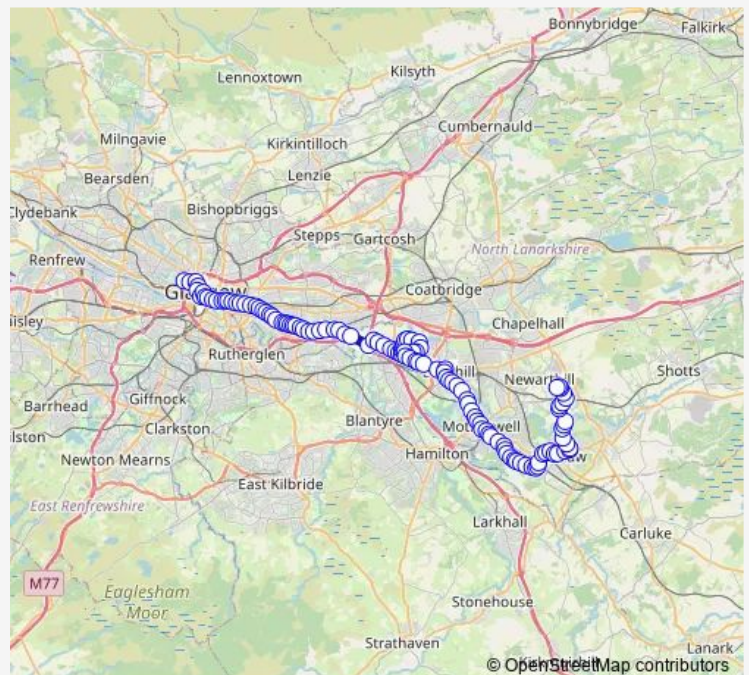 Bonnybridge
Falkirk
Lennoxtown
Kilsyth
Cumbernauld
Milngavie
Kirkintilloch
Bearsden
Lenzie
Clydebank
Bishopbriggs
Stepps
Gartcosh
North Lanarkshire
Renfrew
Coatbridge
Chapelhall
Rutherglen
Shotts
Barrhead
Giffnock
Blantyre
Clarkston
Hamilton
Newton Mearns
East Kilbride
East Renfrewshire
Larkhall
Carluke
M77
Eaglesham
Moor
Stonehouse
Strathaven
Lanark
© OpenStreetMap contributors